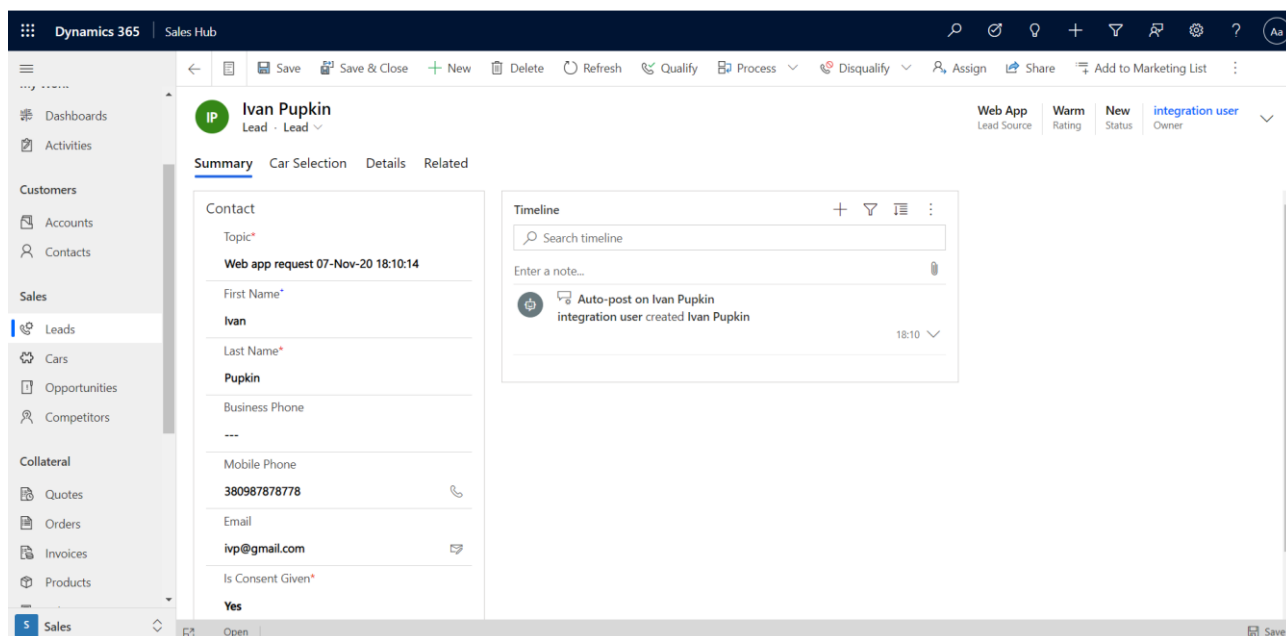 Dynamics 365 Sales Hub Aa
Save Save & Close New Delete Refresh Qualify Process Disqualify Assign Share Add to Marketing List
Dashboards
Activities
Customers
Accounts
Contacts
Sales
Leads
Cars
Opportunities
Competitors
Collateral
Quotes
Orders
Invoices
Products
S Sales
IP
Ivan Pupkin
Lead · Lead
Web App Warm New integration user
Lead Source Rating Status Owner
Summary Car Selection Details Related
Contact
Topic*
Web app request 07-Nov-20 18:10:14
First Name*
Ivan
Last Name*
Pupkin
Business Phone
---
Mobile Phone
380987878778
Email
ivp@gmail.com
Is Consent Given*
Yes
Timeline
Search timeline
Enter a note...
Auto-post on Ivan Pupkin
integration user created Ivan Pupkin
18:10
Open Save